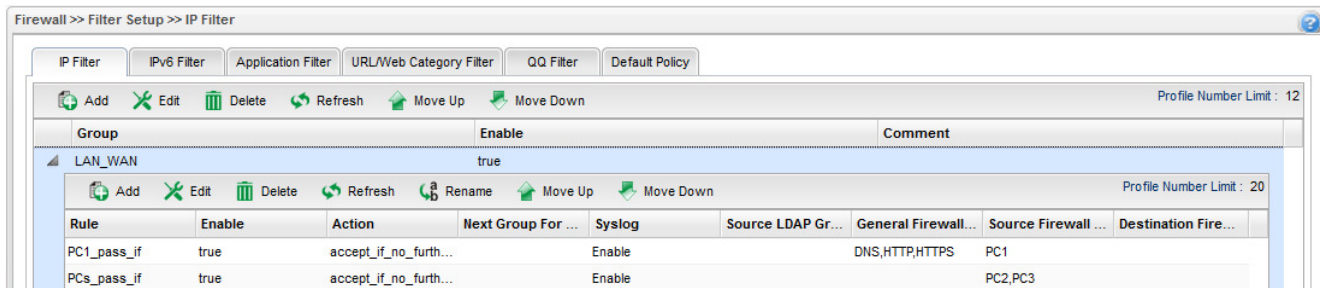 Firewall >> Filter Setup >> IP Filter
IP Filter IPv6 Filter Application Filter URL/Web Category Filter QQ Filter Default Policy
Add Edit Delete Refresh Move Up Move Down Profile Number Limit : 12
Group Enable Comment
LAN_WAN true
Add Edit Delete Refresh Rename Move Up Move Down Profile Number Limit : 20
Rule Enable Action Next Group For ... Syslog Source LDAP Gr... General Firewall... Source Firewall ... Destination Fire...
PC1_pass_if true accept_if_no_furth... Enable DNS,HTTP,HTTPS PC1
PCs_pass_if true accept_if_no_furth... Enable PC2,PC3